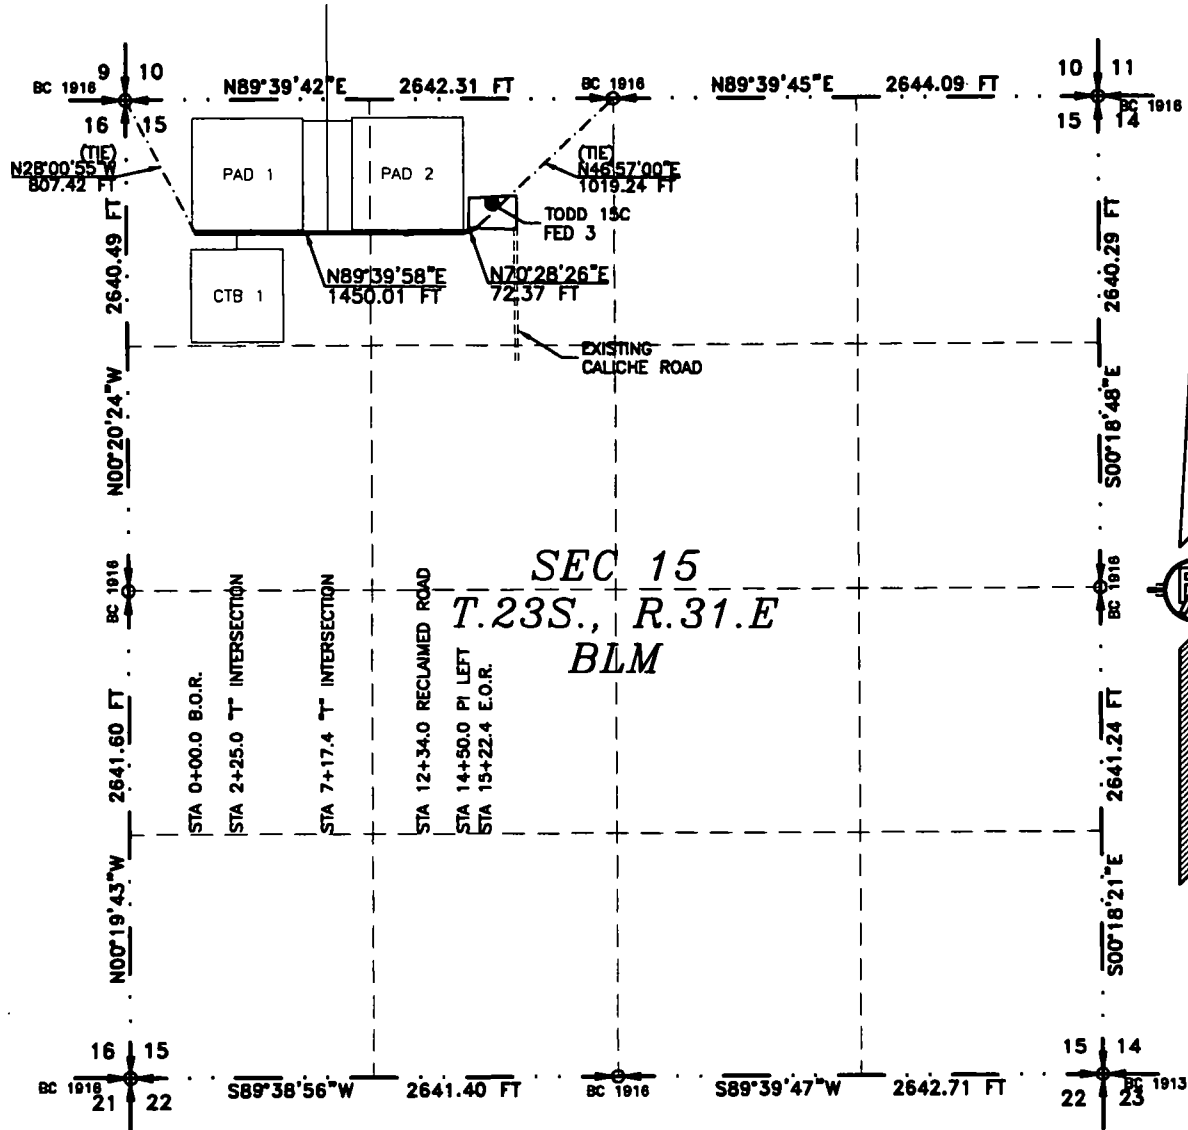 9 10
BC 1916
16 15
N89°39'42"E 2642.31 FT
BC 1916
N89°39'45"E 2644.09 FT
10 11
BC 1916
15 14
(TIE)
N28°00'55"W
807.42 FT
PAD 1
PAD 2
(TIE)
N46°57'00"E
1019.24 FT
TODD 15C
FED 3
N89°39'58"E
1450.01 FT
N70°28'26"E
72.37 FT
CTB 1
EXISTING
CALICHE ROAD
N00°20'24"W 2640.49 FT
S00°18'48"E 2640.29 FT
BC 1916
BC 1916
SEC 15
T.23S., R.31.E
BLM
STA 0+00.0 B.O.R.
STA 2+25.0 "T" INTERSECTION
STA 7+17.4 "T" INTERSECTION
STA 12+34.0 RECLAIMED ROAD
STA 14+50.0 PI LEFT
STA 15+22.4 E.O.R.
N00°19'43"W 2641.60 FT
S00°18'21"E 2641.24 FT
16 15
BC 1916
21 22
S89°38'56"W 2641.40 FT
BC 1916
S89°39'47"W 2642.71 FT
15 14
BC 1913
22 23